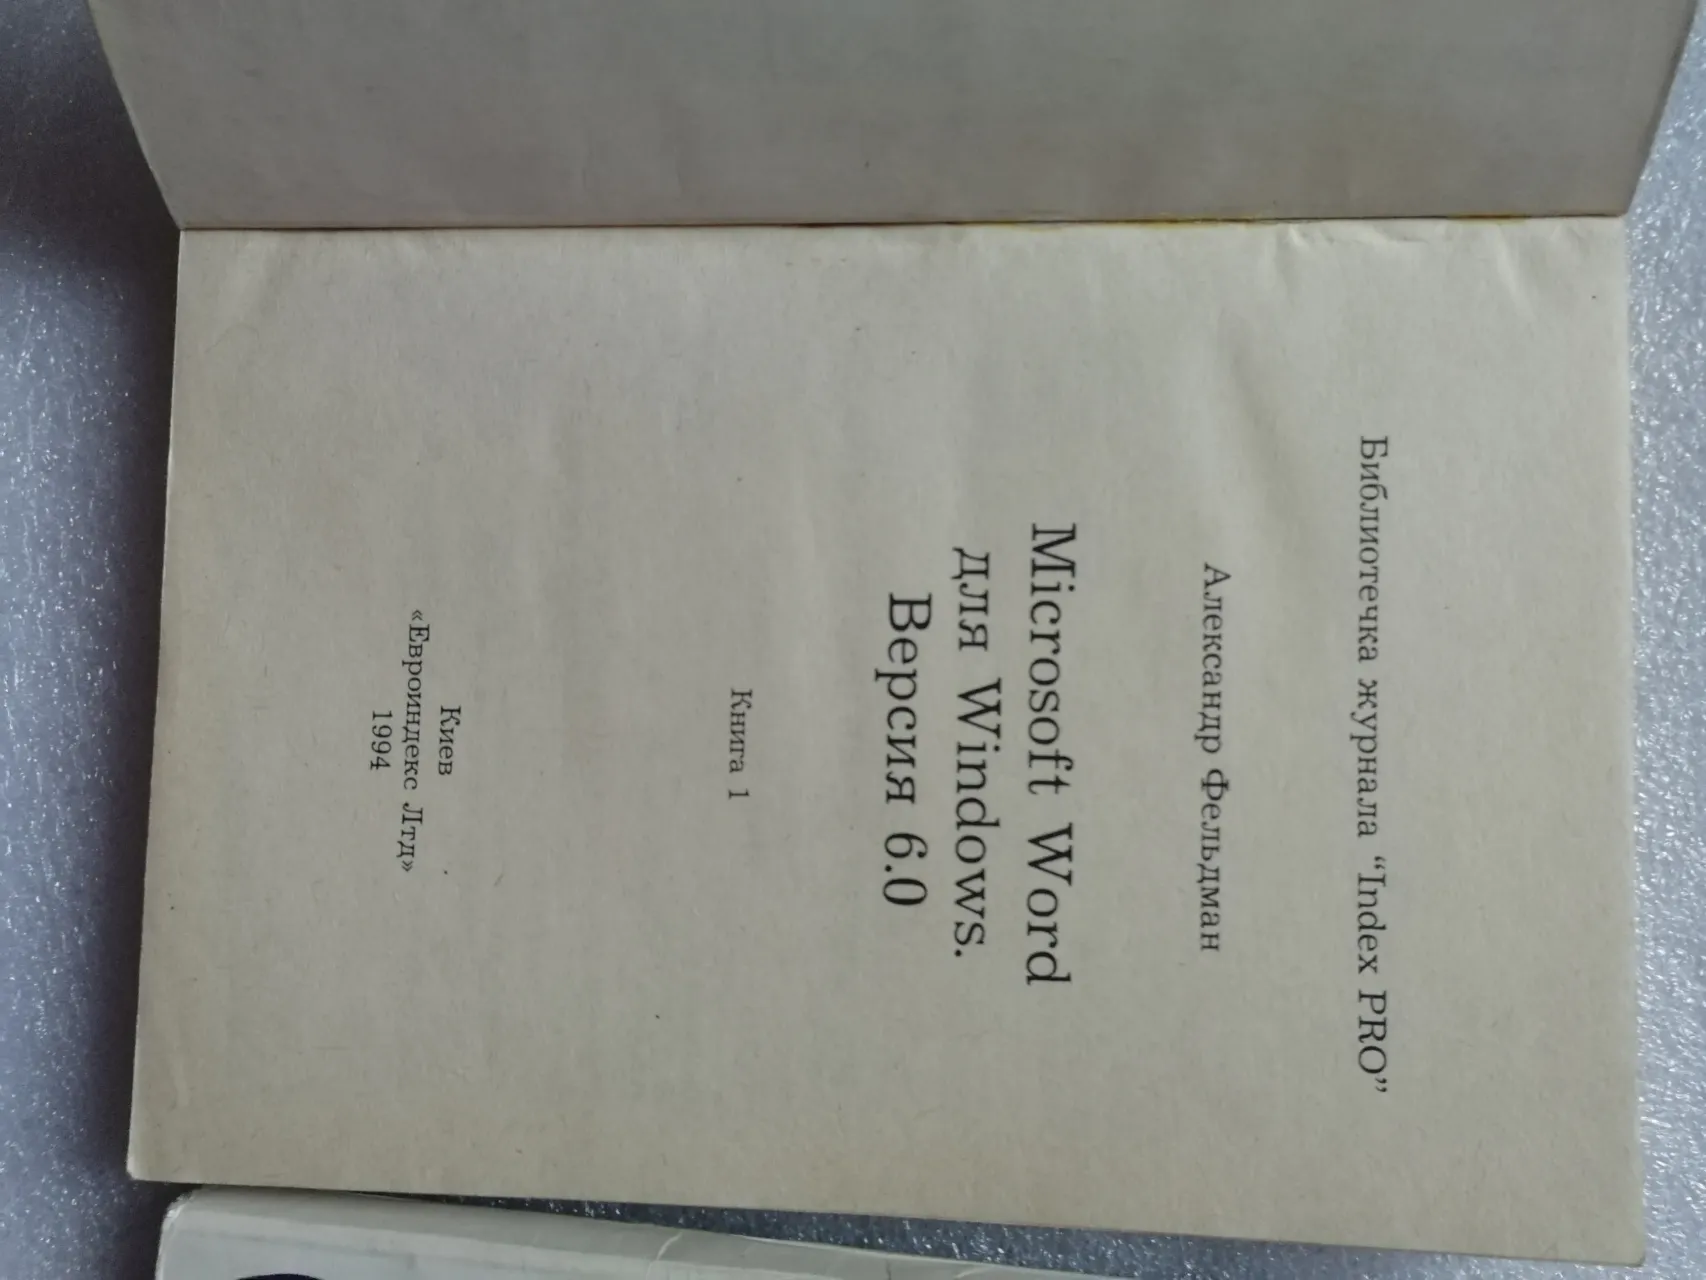 Библиотечка журнала “Index PRO”
Александр Фельдман
Microsoft Word
для Windows.
Версия 6.0
Книга 1
Киев
«Евроиндекс Лтд»
1994